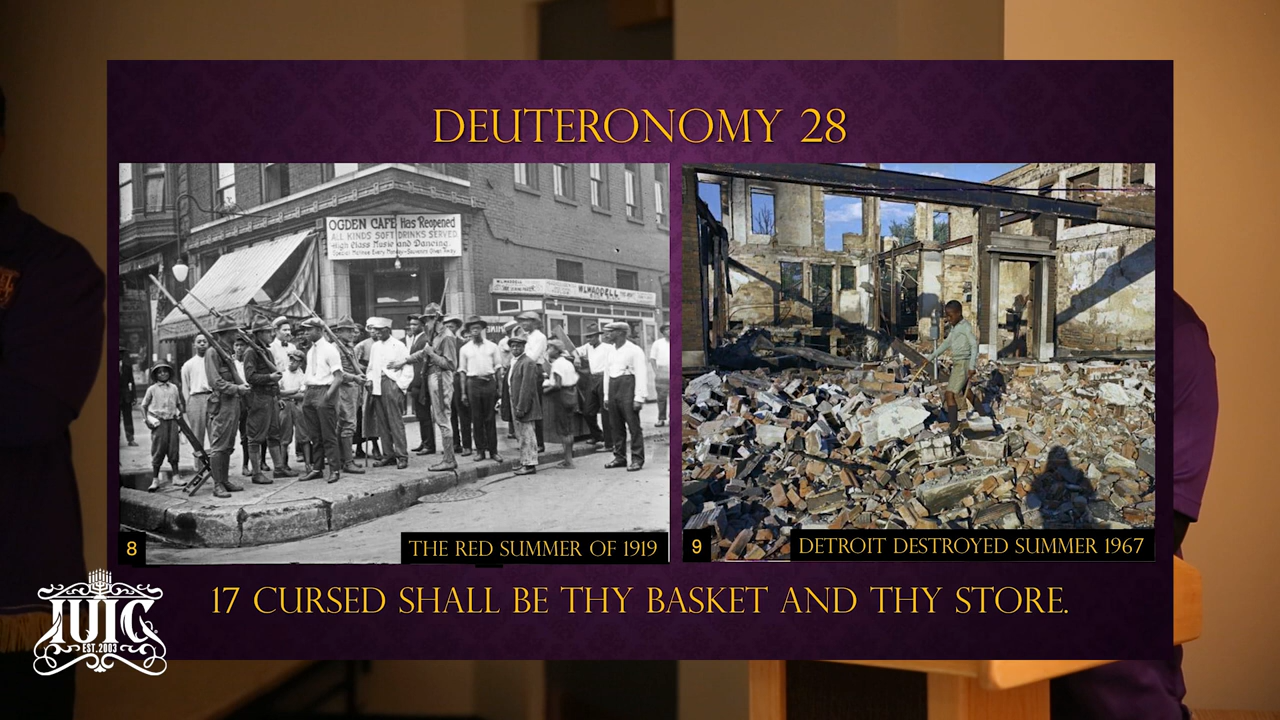 DEUTERONOMY 28
OGDEN CAFE Has Reopened
ALL KINDS SOFT DRINKS SERVED
High Class Music and Dancing.
WADDELL
8
THE RED SUMMER OF 1919
9
DETROIT DESTROYED SUMMER 1967
17 CURSED SHALL BE THY BASKET AND THY STORE.
IUIC
EST. 2003